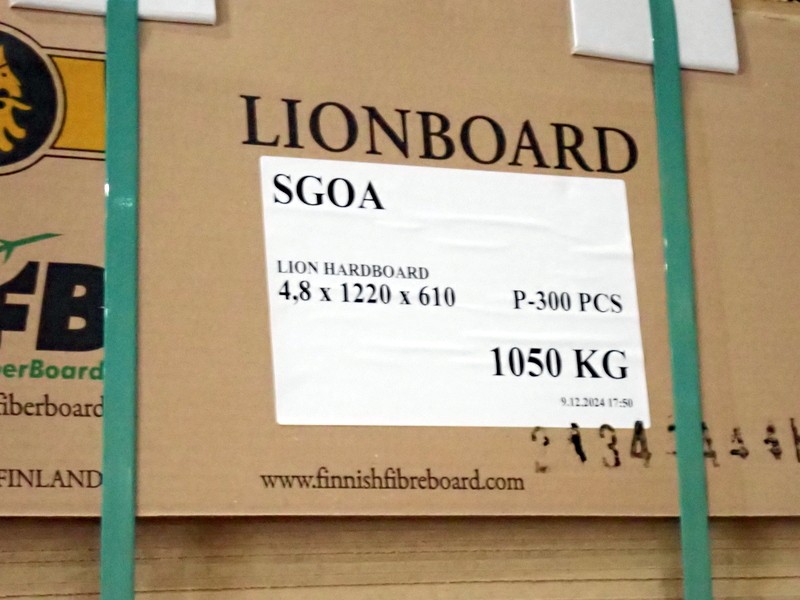 LIONBOARD
SGOA
LION HARDBOARD
4,8 x 1220 x 610 P-300 PCS
1050 KG
9.12.2024 17:50
fB
erBoard
fiberboard
FINLAND
www.finnishfibreboard.com